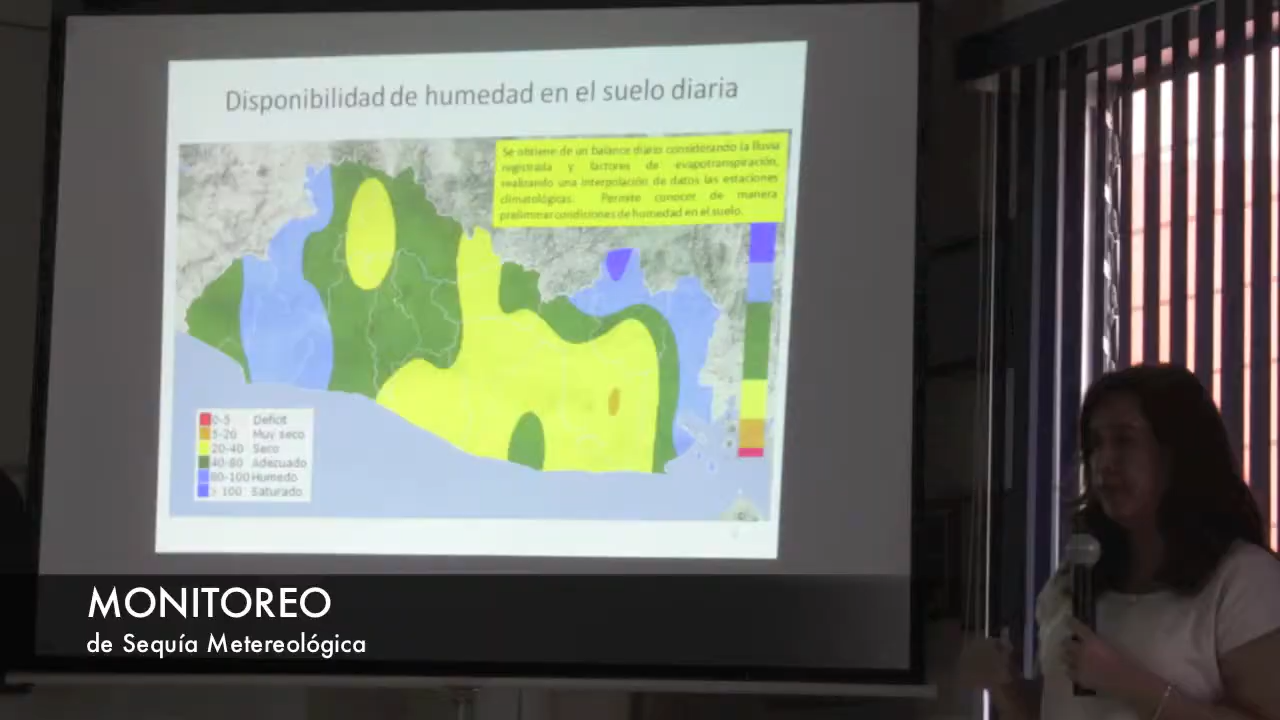 Disponibilidad de humedad en el suelo diaria
Se obtiene de un balance diario considerando la lluvia
registrada y factores de evapotranspiración,
realizando una interpolación de datos las estaciones
climatológicas. Permite conocer de manera
preliminar condiciones de humedad en el suelo.
0-5 Deficit
5-20 Muy seco
20-40 Seco
40-80 Adecuado
80-100 Humedo
> 100 Saturado
MONITOREO
de Sequía Metereológica